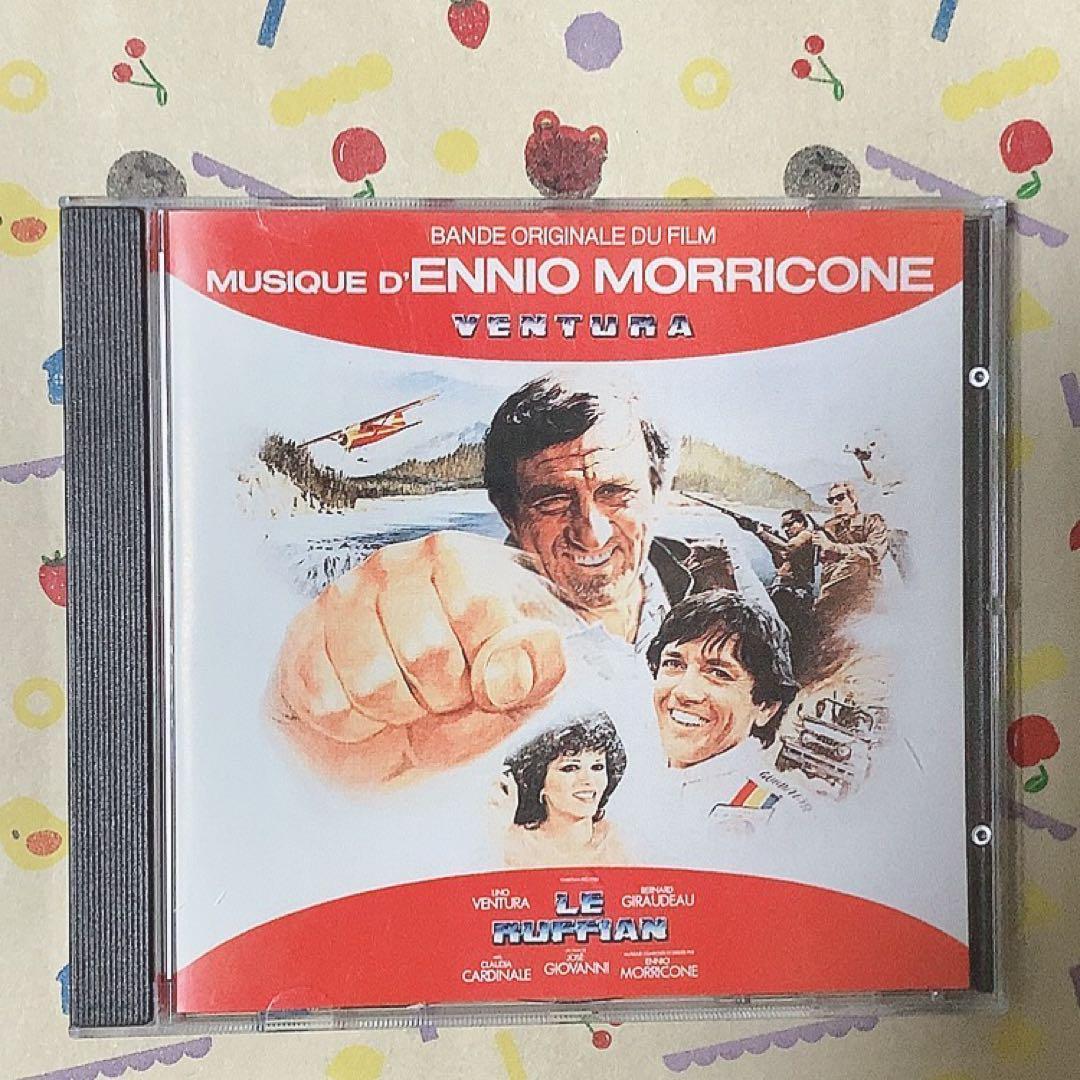 BANDE ORIGINALE DU FILM
MUSIQUE D'ENNIO MORRICONE
VENTURA
LINO
VENTURA
BERNARD
GIRAUDEAU
LE
RUFFIAN
CLAUDIA
CARDINALE
JOSÉ
GIOVANNI
ENNIO
MORRICONE